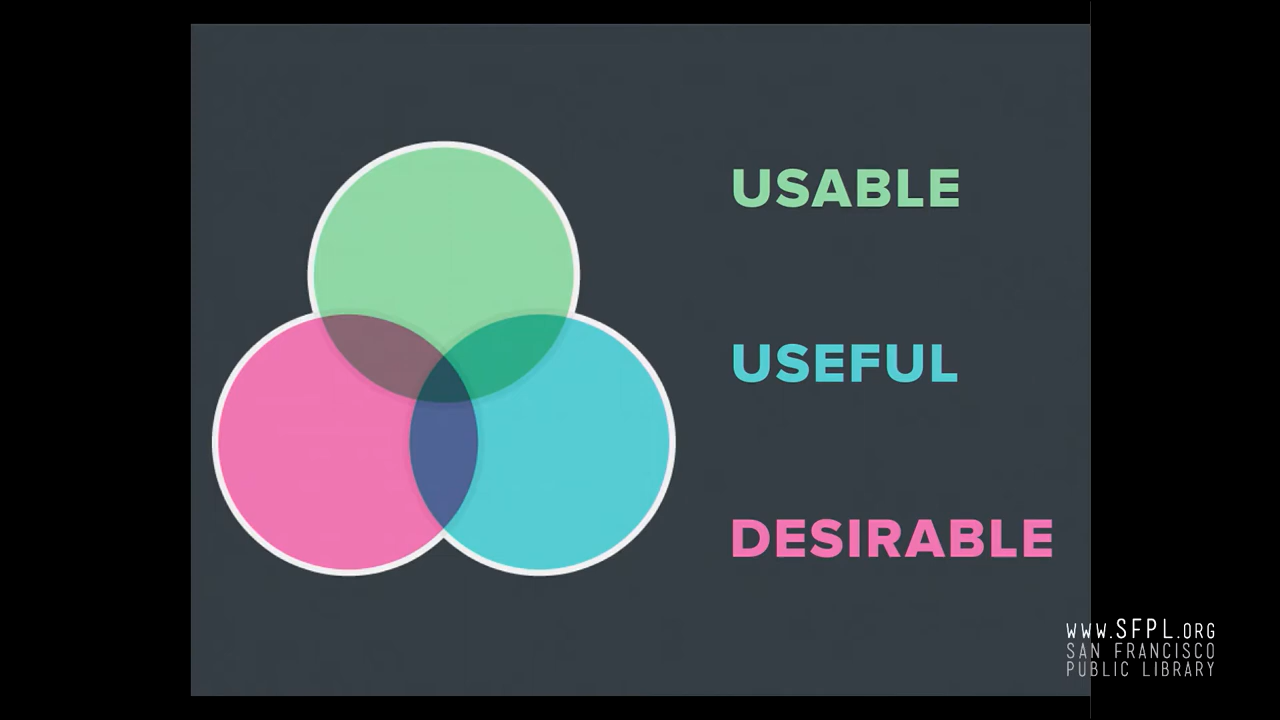 USABLE
USEFUL
DESIRABLE
WWW.SFPL.ORG
SAN FRANCISCO
PUBLIC LIBRARY